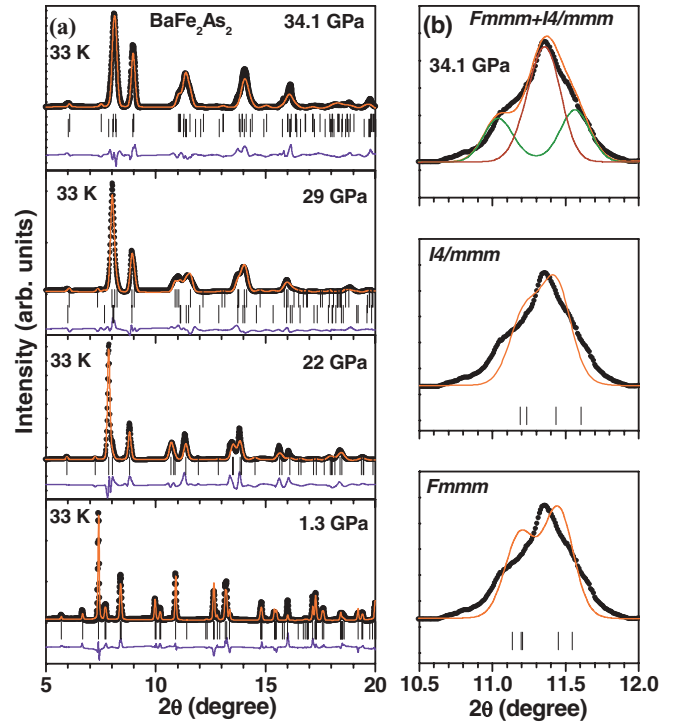 (a) BaFe₂As₂ 34.1 GPa
33 K
33 K 29 GPa
33 K 22 GPa
33 K 1.3 GPa
Intensity (arb. units)
5 10 15 20
2θ (degree)
(b) Fmmm+I4/mmm
34.1 GPa
I4/mmm
Fmmm
10.5 11.0 11.5 12.0
2θ (degree)